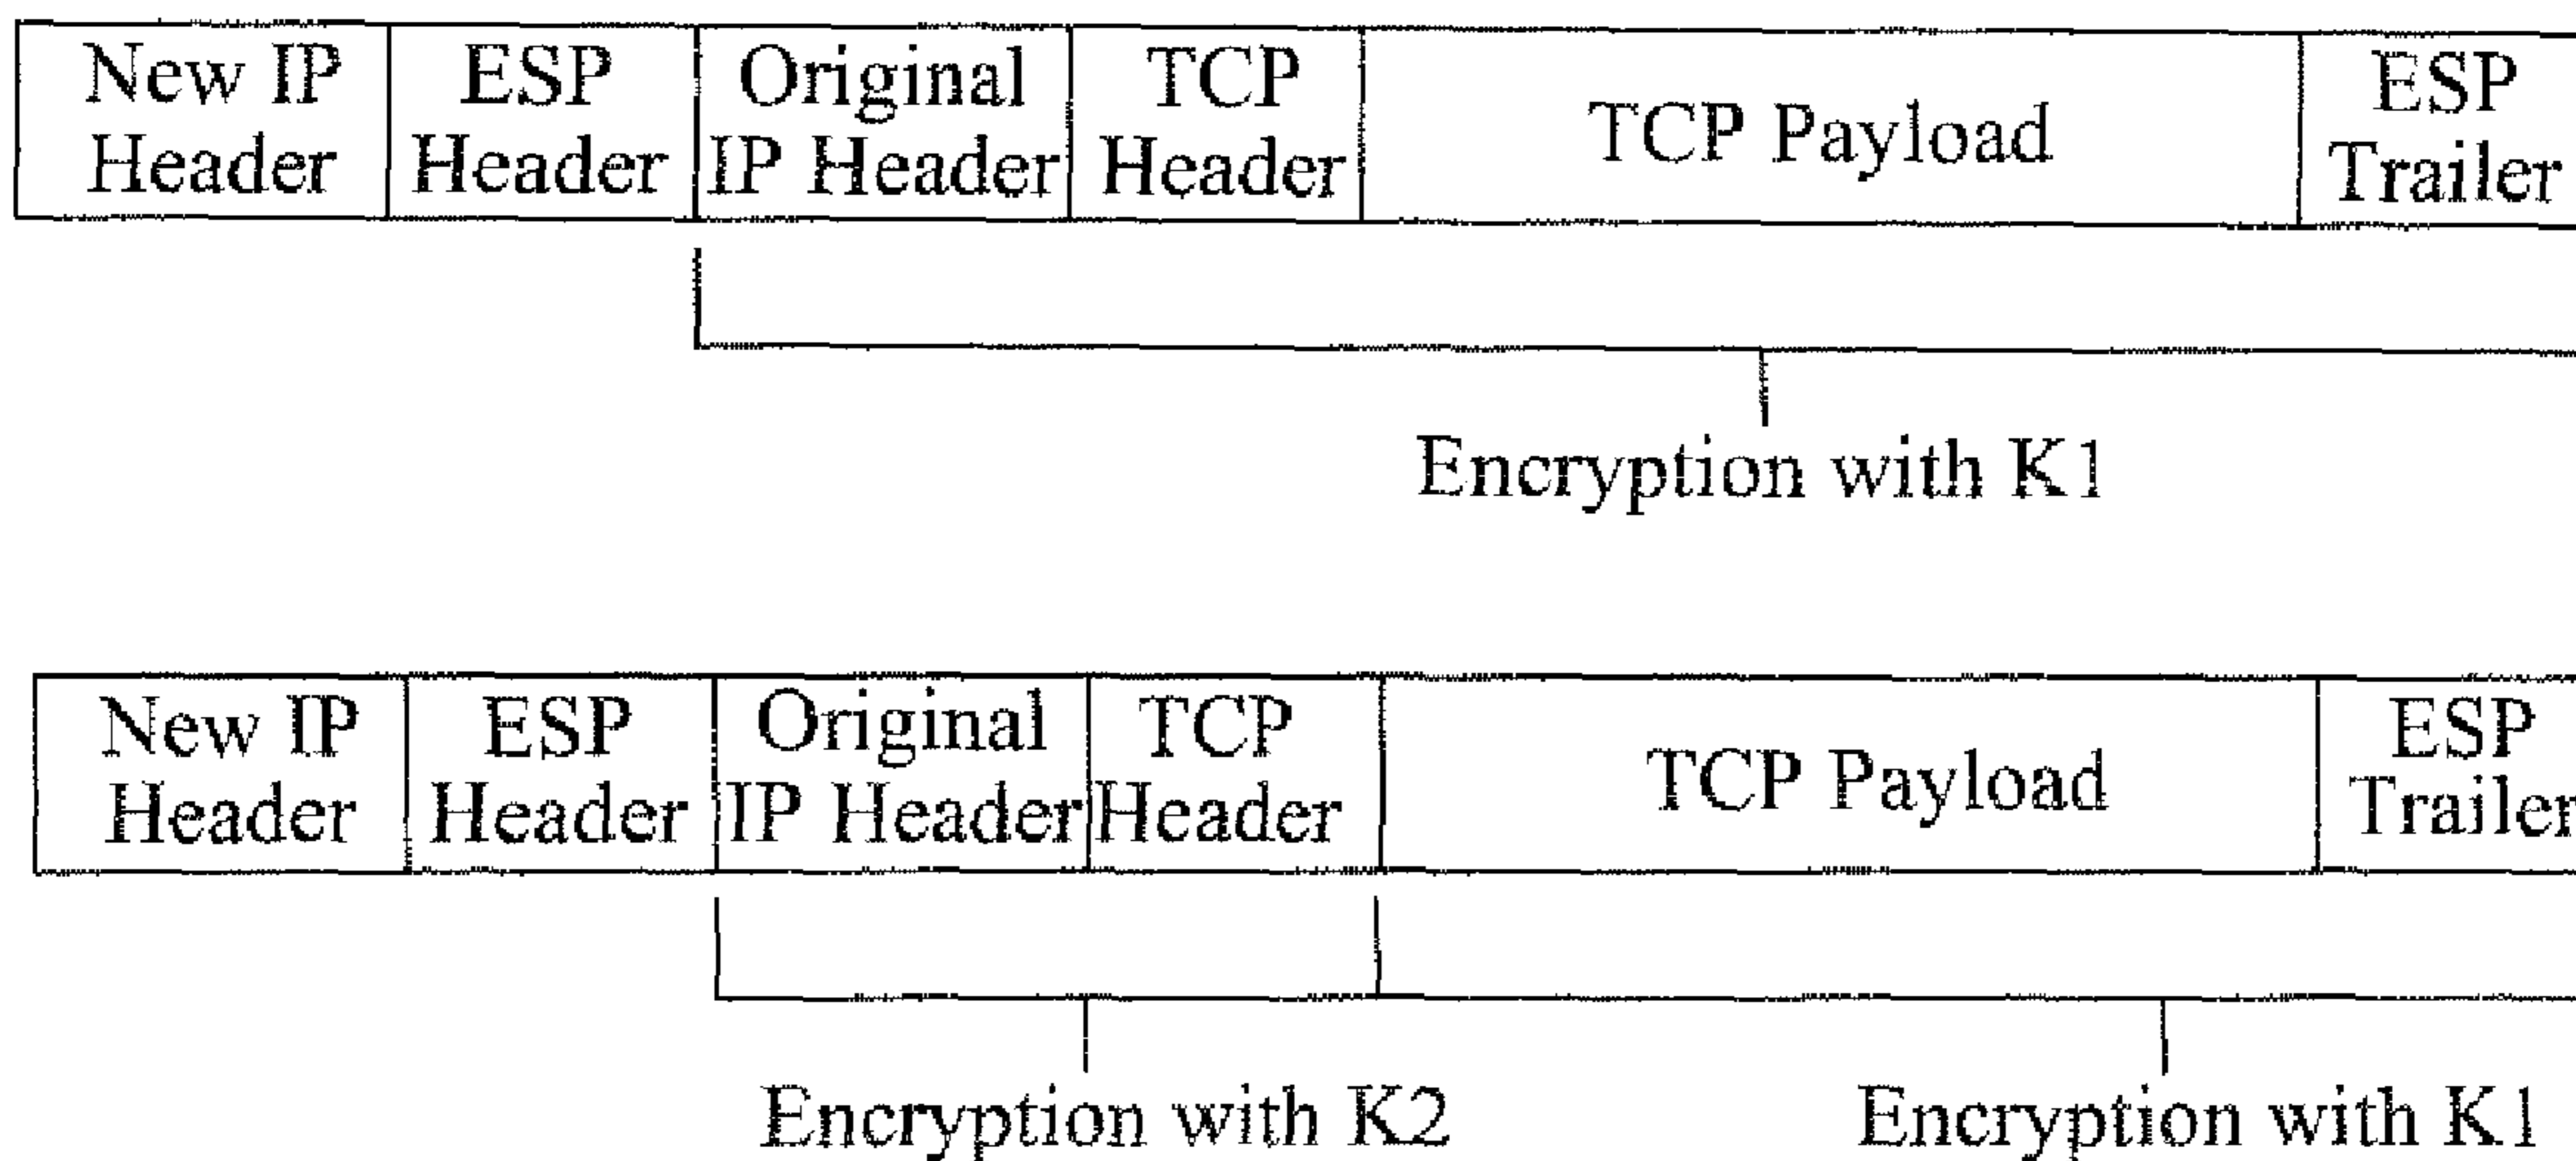 New IP Header
ESP Header
Original IP Header
TCP Header
TCP Payload
ESP Trailer
Encryption with K1
New IP Header
ESP Header
Original IP Header
TCP Header
TCP Payload
ESP Trailer
Encryption with K2
Encryption with K1